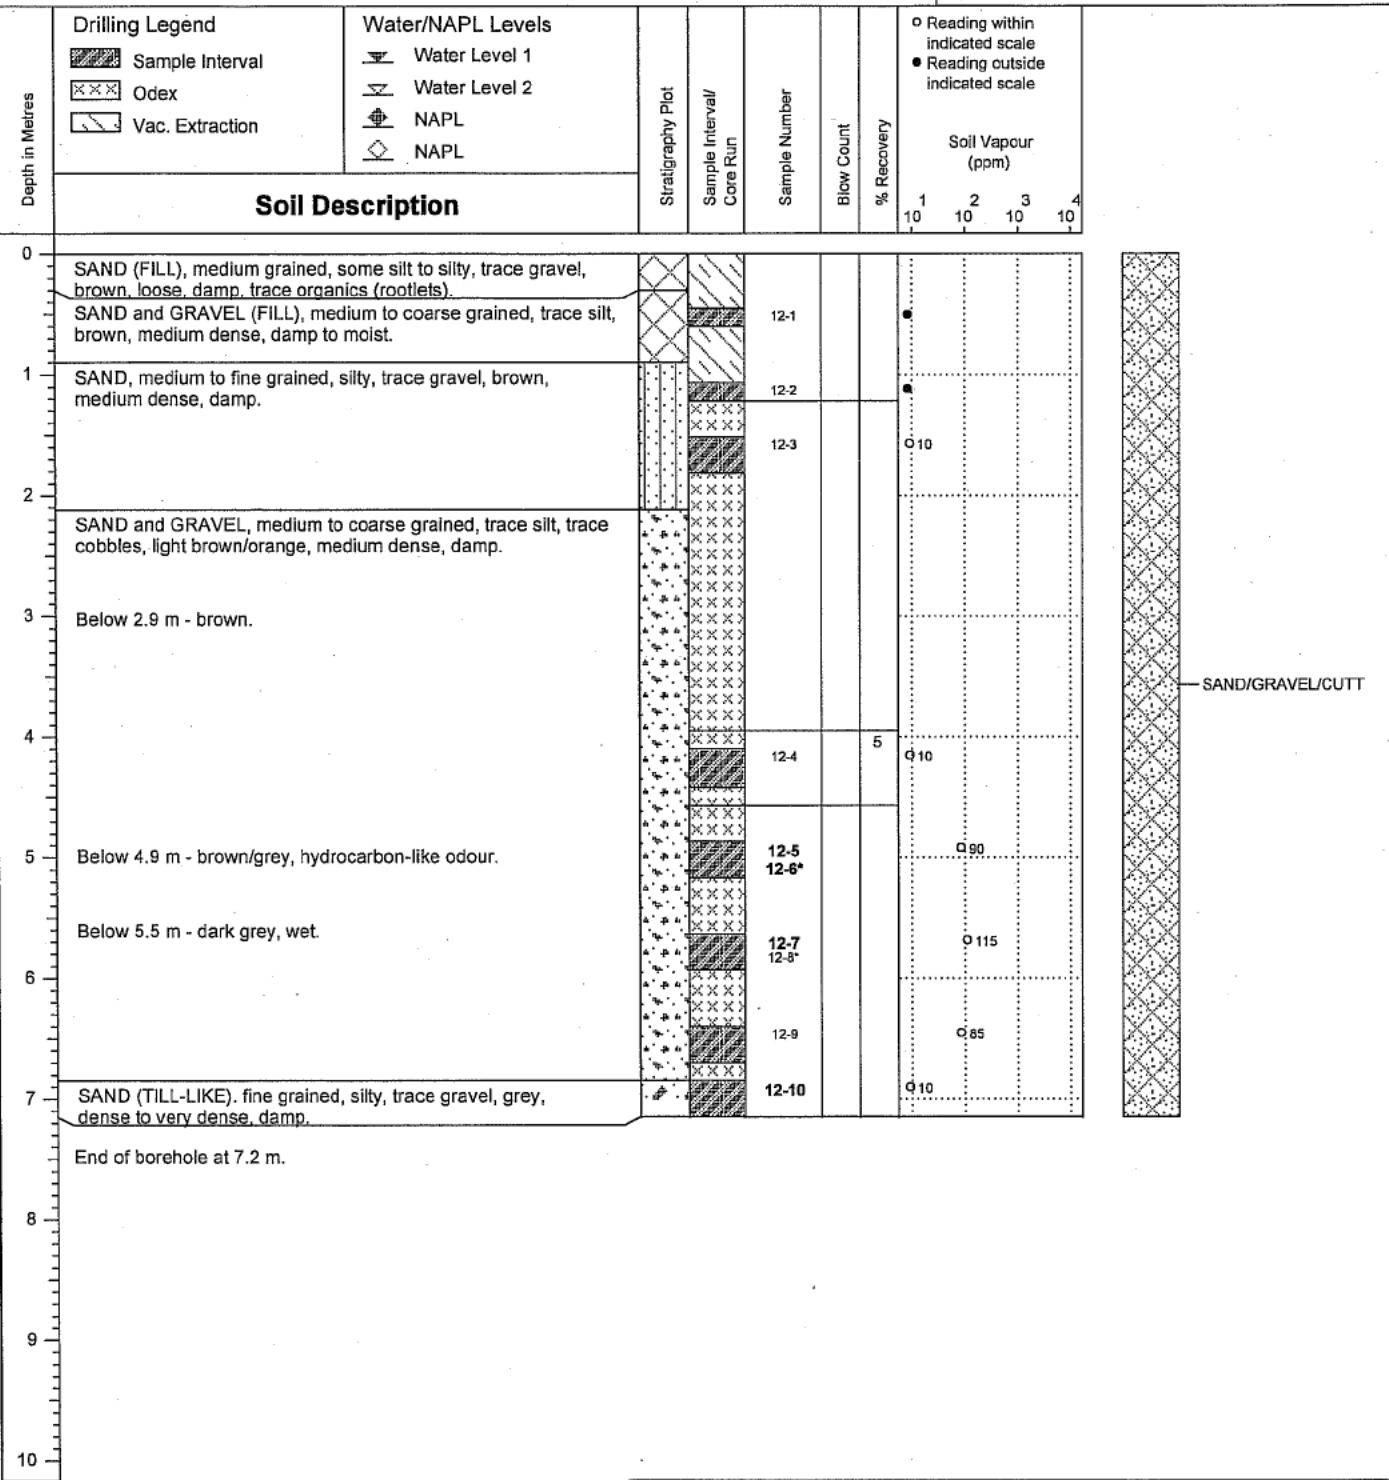 Drilling Legend
Sample Interval
Odex
Vac. Extraction
Water/NAPL Levels
Water Level 1
Water Level 2
NAPL
NAPL
Depth in Metres
Soil Description
Stratigraphy Plot
Sample Interval/
Core Run
Sample Number
Blow Count
% Recovery
Reading within
indicated scale
Reading outside
indicated scale
Soil Vapour
(ppm)
1 2 3 4
10 10 10 10
0
SAND (FILL), medium grained, some silt to silty, trace gravel,
brown, loose, damp, trace organics (rootlets).
SAND and GRAVEL (FILL), medium to coarse grained, trace silt,
brown, medium dense, damp to moist.
12-1
1
SAND, medium to fine grained, silty, trace gravel, brown,
medium dense, damp.
12-2
12-3
10
2
SAND and GRAVEL, medium to coarse grained, trace silt, trace
cobbles, light brown/orange, medium dense, damp.
3
Below 2.9 m - brown.
SAND/GRAVEL/CUTT
4
5
12-4
10
5
Below 4.9 m - brown/grey, hydrocarbon-like odour.
12-5
12-6*
90
Below 5.5 m - dark grey, wet.
12-7
12-8*
115
6
12-9
85
7
SAND (TILL-LIKE). fine grained, silty, trace gravel, grey,
dense to very dense, damp.
12-10
10
End of borehole at 7.2 m.
8
9
10